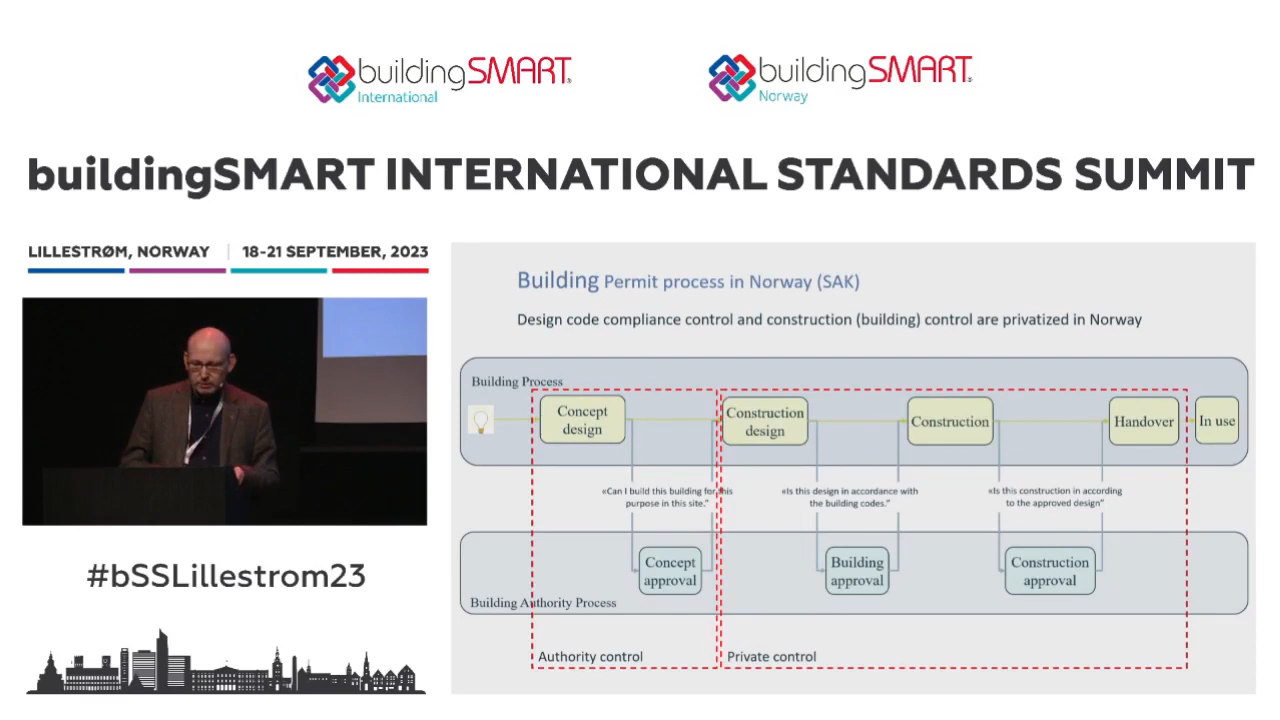 buildingSMART®
International
buildingSMART®
Norway
buildingSMART INTERNATIONAL STANDARDS SUMMIT
LILLESTRØM, NORWAY | 18-21 SEPTEMBER, 2023
Building Permit process in Norway (SAK)
Design code compliance control and construction (building) control are privatized in Norway
Building Process
Concept
design
Construction
design
Construction
Handover
In use
«Can I build this building for this
purpose in this site.”
«Is this design in accordance with
the building codes.”
«Is this construction in according
to the approved design”
Concept
approval
Building
approval
Construction
approval
Building Authority Process
Authority control
Private control
#bSSLillestrom23